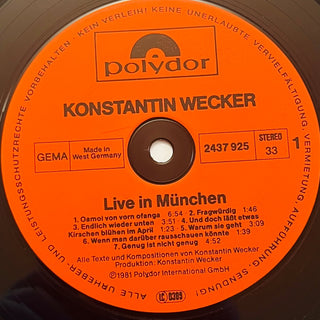 polydor
KONSTANTIN WECKER
GEMA
Made in
West Germany
2437 925
STEREO
33
1
Live in München
1. Oamoi von vorn ofanga 6:54 / 2. Fragwürdig 1:46
3. Endlich wieder unten 3:51 / 4. Und doch läßt etwas
Kirschen blühen im April 1:23 / 5. Warum sie geht 3:09
6. Wenn man darüber rausschauen könnte 1:39
7. Genug ist nicht genug 4:52
Alle Texte und Kompositionen von Konstantin Wecker
Produktion: Konstantin Wecker
℗ 1981 Polydor International GmbH
LC 0309
ALLE URHEBER- UND LEISTUNGSSCHUTZRECHTE VORBEHALTEN · KEIN VERLEIH! KEINE UNERLAUBTE VERVIELFÄLTIGUNG, VERMIETUNG, AUFFÜHRUNG, SENDUNG!